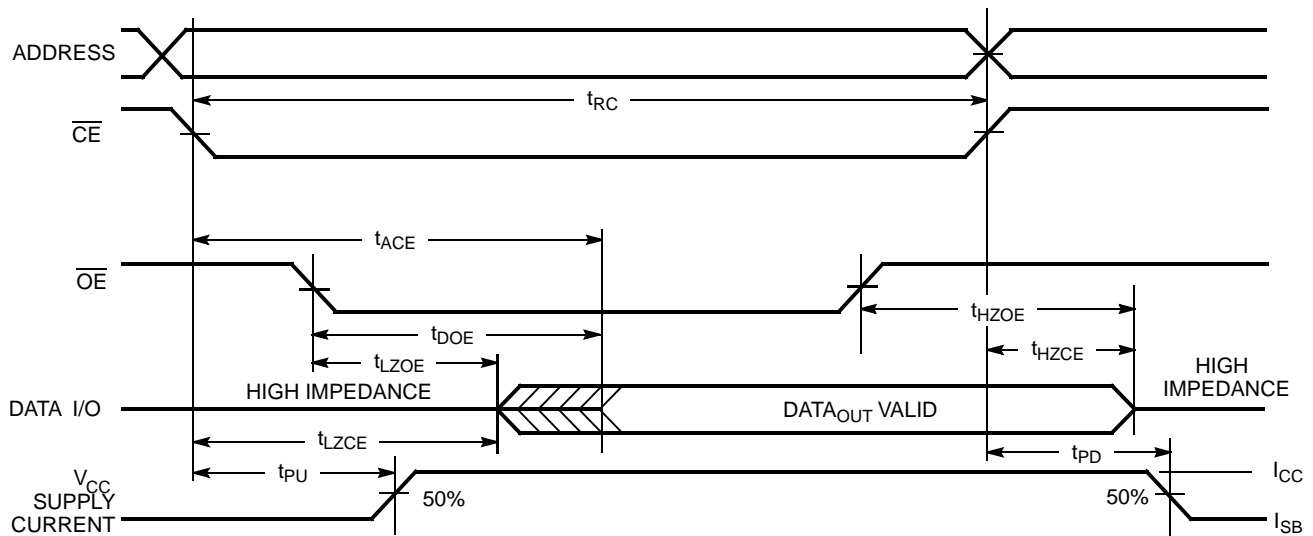 ADDRESS
tRC
CE
tACE
OE
tHZOE
tDOE
tLZOE
tHZCE
HIGH IMPEDANCE
HIGH
IMPEDANCE
DATA I/O
DATAOUT VALID
tLZCE
tPU
tPD
VCC
SUPPLY
CURRENT
50%
50%
ICC
ISB